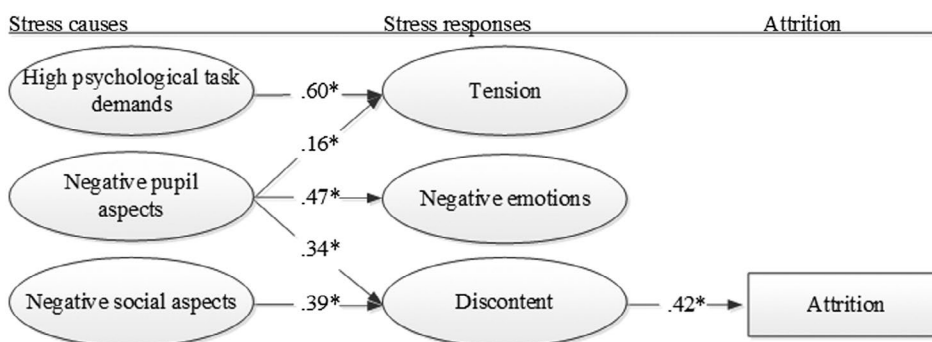 Stress causes
Stress responses
Attrition
High psychological task
demands
.60*
Tension
.16*
Negative pupil
aspects
.47*
Negative emotions
.34*
Negative social aspects
.39*
Discontent
.42*
Attrition